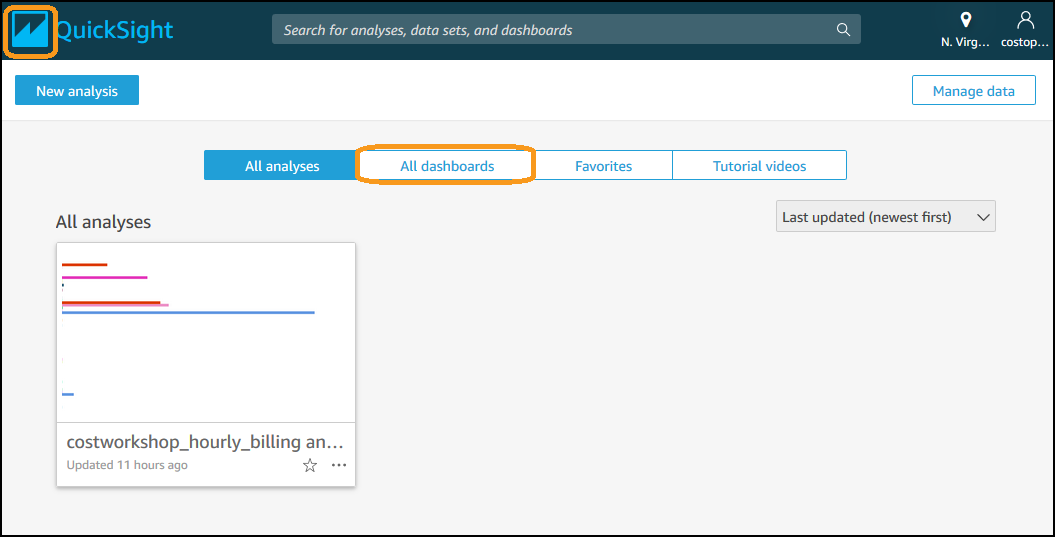 QuickSight
Search for analyses, data sets, and dashboards
N. Virg...
costop...
New analysis
Manage data
All analyses
All dashboards
Favorites
Tutorial videos
All analyses
Last updated (newest first)
costworkshop_hourly_billing an...
Updated 11 hours ago